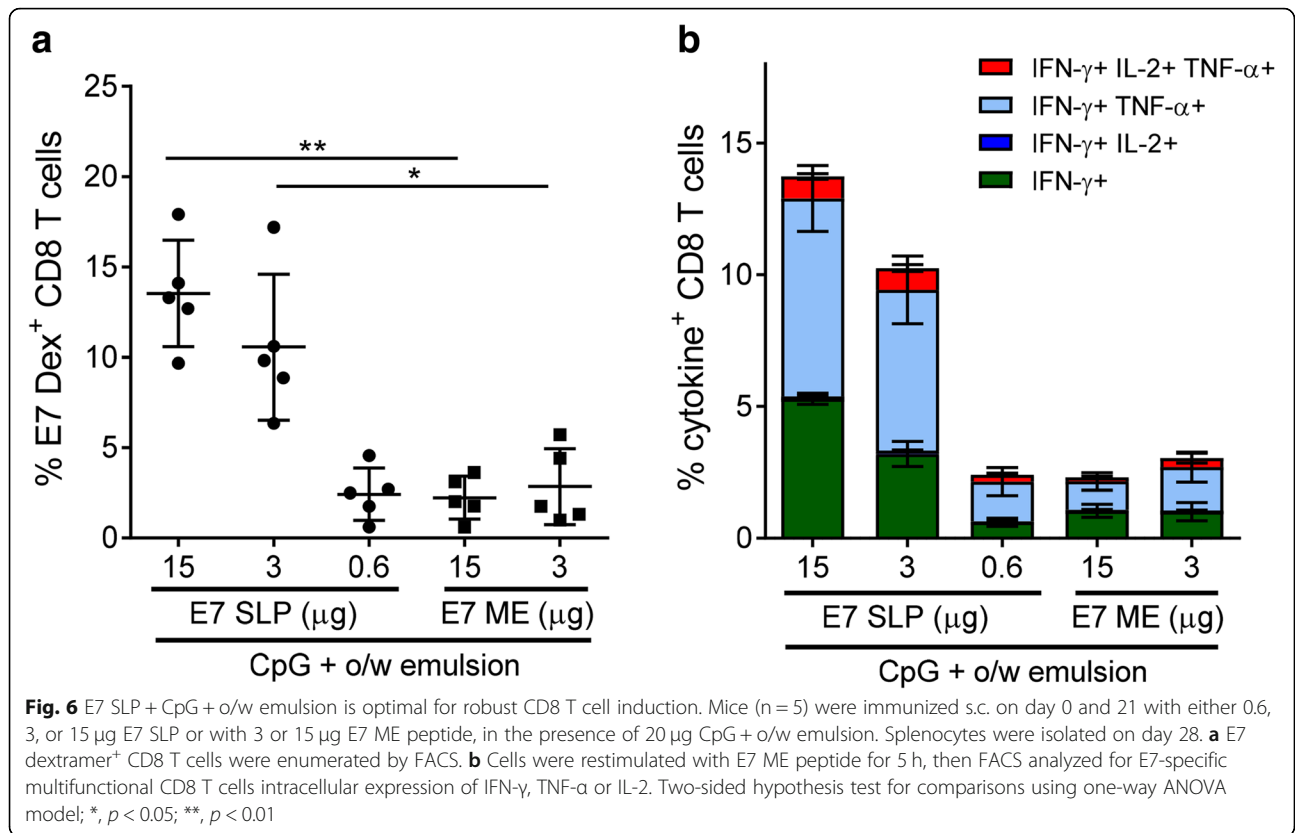 a
25
20
15
10
5
0
% E7 Dex+ CD8 T cells
**
*
15 3 0.6 15 3
E7 SLP (μg) E7 ME (μg)
CpG + o/w emulsion
b
IFN-γ+ IL-2+ TNF-α+
IFN-γ+ TNF-α+
IFN-γ+ IL-2+
IFN-γ+
15
10
5
0
% cytokine+ CD8 T cells
15 3 0.6 15 3
E7 SLP (μg) E7 ME (μg)
CpG + o/w emulsion
Fig. 6 E7 SLP + CpG + o/w emulsion is optimal for robust CD8 T cell induction. Mice (n = 5) were immunized s.c. on day 0 and 21 with either 0.6,
3, or 15 μg E7 SLP or with 3 or 15 μg E7 ME peptide, in the presence of 20 μg CpG + o/w emulsion. Splenocytes were isolated on day 28. a E7
dextramer+ CD8 T cells were enumerated by FACS. b Cells were restimulated with E7 ME peptide for 5 h, then FACS analyzed for E7-specific
multifunctional CD8 T cells intracellular expression of IFN-γ, TNF-α or IL-2. Two-sided hypothesis test for comparisons using one-way ANOVA
model; *, p < 0.05; **, p < 0.01